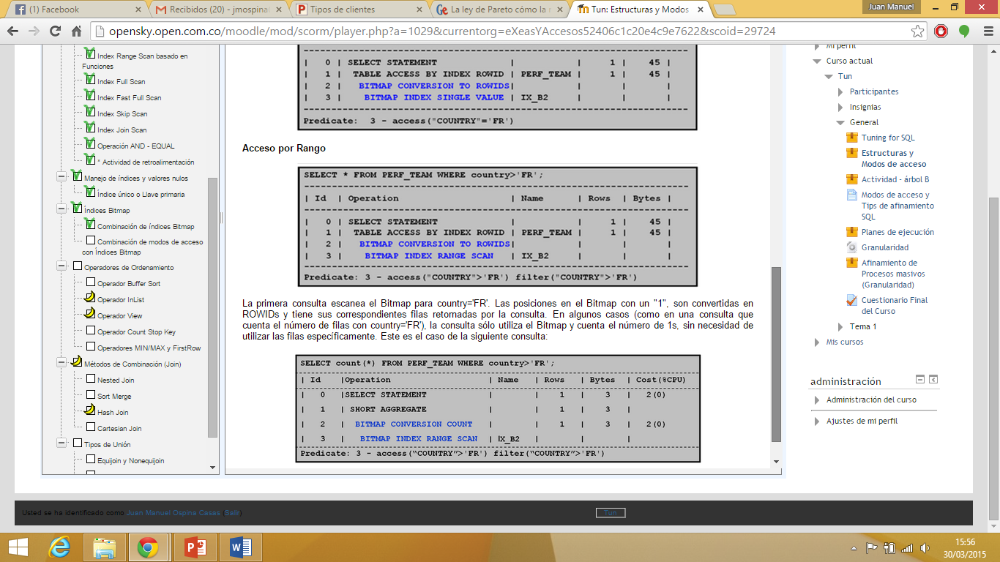 (1) Facebook
Recibidos (20) - jmospina
Tipos de clientes
La ley de Pareto cómo la r
Tun: Estructuras y Modos
Juan Manuel
opensky.open.com.co/moodle/mod/scorm/player.php?a=1029&currentorg=eXeasYAccesos52406c1c20e4c9e7622&scoid=29724
Index Range Scan basado en
Funciones
Index Full Scan
Index Fast Full Scan
Index Skip Scan
Index Join Scan
Operación AND - EQUAL
* Actividad de retroalimentación
Manejo de índices y valores nulos
Índice único o Llave primaria
Índices Bitmap
Combinación de índices Bitmap
Combinación de modos de acceso
con Índices Bitmap
Operadores de Ordenamiento
Operador Buffer Sort
Operador InList
Operador View
Operador Count Stop Key
Operadores MIN/MAX y FirstRow
Métodos de Combinación (Join)
Nested Join
Sort Merge
Hash Join
Cartesian Join
Tipos de Unión
Equijoin y Nonequijoin
| 0 | SELECT STATEMENT | | 1 | 45 |
| 1 | TABLE ACCESS BY INDEX ROWID | PERF_TEAM | 1 | 45 |
| 2 | BITMAP CONVERSION TO ROWIDS| | | |
| 3 | BITMAP INDEX SINGLE VALUE | IX_B2 | | |
Predicate: 3 - access("COUNTRY"='FR')
Acceso por Rango
SELECT * FROM PERF_TEAM WHERE country>'FR';
| Id | Operation | Name | Rows | Bytes |
| 0 | SELECT STATEMENT | | 1 | 45 |
| 1 | TABLE ACCESS BY INDEX ROWID | PERF_TEAM | 1 | 45 |
| 2 | BITMAP CONVERSION TO ROWIDS| | | |
| 3 | BITMAP INDEX RANGE SCAN | IX_B2 | | |
Predicate: 3 - access("COUNTRY">'FR') filter("COUNTRY">'FR')
La primera consulta escanea el Bitmap para country='FR'. Las posiciones en el Bitmap con un "1", son convertidas en
ROWIDs y tiene sus correspondientes filas retornadas por la consulta. En algunos casos (como en una consulta que
cuenta el número de filas con country='FR'), la consulta sólo utiliza el Bitmap y cuenta el número de 1s, sin necesidad de
utilizar las filas específicamente. Este es el caso de la siguiente consulta:
SELECT count(*) FROM PERF_TEAM WHERE country>'FR';
| Id |Operation | Name | Rows | Bytes | Cost(%CPU)
| 0 |SELECT STATEMENT | | 1 | 3 | 2(0)
| 1 | SHORT AGGREGATE | | 1 | 3 |
| 2 | BITMAP CONVERSION COUNT | | 1 | 3 | 2(0)
| 3 | BITMAP INDEX RANGE SCAN | IX_B2 | | |
Predicate: 3 - access(“COUNTRY”>'FR') filter(“COUNTRY”>'FR')
Mi perfil
Curso actual
Tun
Participantes
Insignias
General
Tuning for SQL
Estructuras y
Modos de acceso
Actividad - árbol B
Modos de acceso y
Tips de afinamiento
SQL
Planes de ejecución
Granularidad
Afinamiento de
Procesos masivos
(Granularidad)
Cuestionario Final
del Curso
Tema 1
Mis cursos
administración
Administración del curso
Ajustes de mi perfil
Usted se ha identificado como Juan Manuel Ospina Casas (Salir)
Tun
15:56
30/03/2015